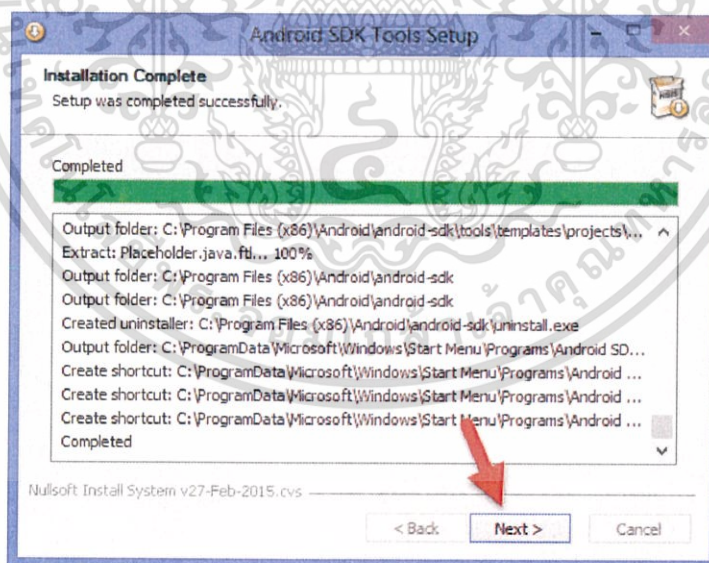 Android SDK Tools Setup
Installation Complete
Setup was completed successfully.
Completed
Output folder: C:\Program Files (x86)\Android\android-sdk\tools\templates\projects\...
Extract: Placeholder.java.ftl... 100%
Output folder: C:\Program Files (x86)\Android\android-sdk
Output folder: C:\Program Files (x86)\Android\android-sdk
Created uninstaller: C:\Program Files (x86)\Android\android-sdk\uninstall.exe
Output folder: C:\ProgramData\Microsoft\Windows\Start Menu\Programs\Android SD...
Create shortcut: C:\ProgramData\Microsoft\Windows\Start Menu\Programs\Android ...
Create shortcut: C:\ProgramData\Microsoft\Windows\Start Menu\Programs\Android ...
Create shortcut: C:\ProgramData\Microsoft\Windows\Start Menu\Programs\Android ...
Completed
Nullsoft Install System v27-Feb-2015.cvs
< Back Next > Cancel